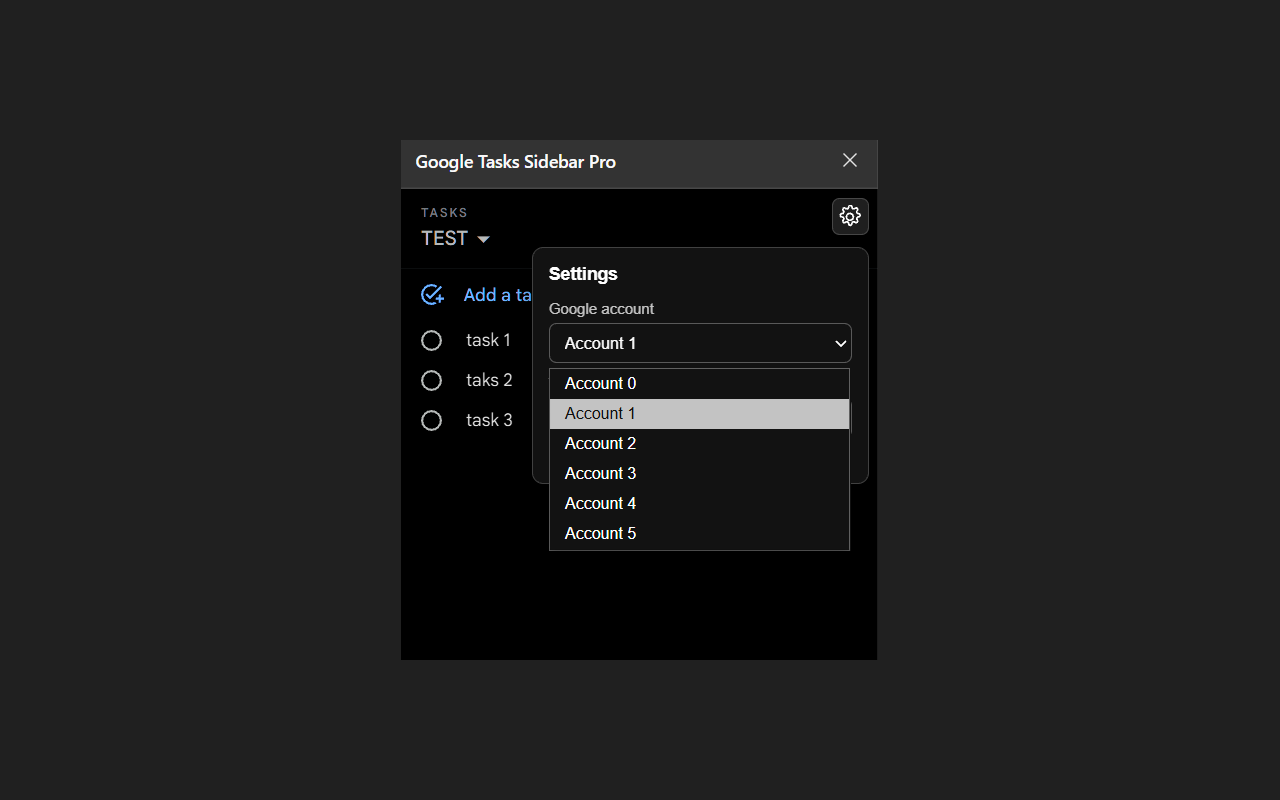 Google Tasks Sidebar Pro
TASKS
TEST
Settings
Add a ta
Google account
task 1
Account 1
taks 2
Account 0
Account 1
task 3
Account 2
Account 3
Account 4
Account 5